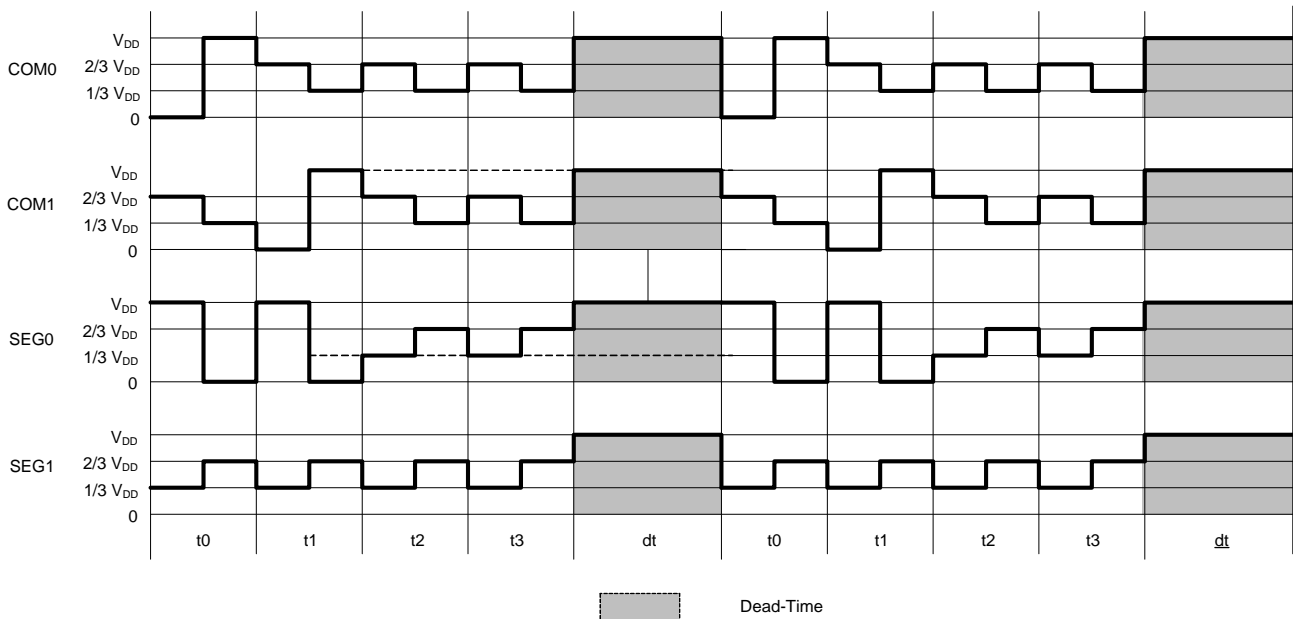 V_DD
COM0
2/3 V_DD
1/3 V_DD
0
V_DD
COM1
2/3 V_DD
1/3 V_DD
0
V_DD
SEG0
2/3 V_DD
1/3 V_DD
0
V_DD
SEG1
2/3 V_DD
1/3 V_DD
0
t0 t1 t2 t3 dt t0 t1 t2 t3 dt
Dead-Time